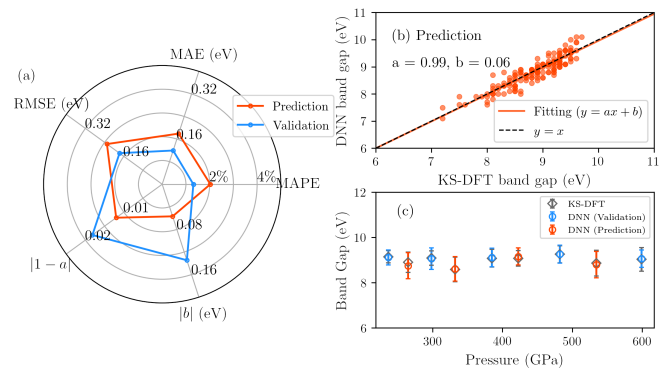 (a)
MAE (eV)
RMSE (eV)
0.32
0.32
0.16
0.16
2%
4%
MAPE
0.01
0.02
0.08
0.16
|1 − a|
|b| (eV)
Prediction
Validation
(b) Prediction
a = 0.99, b = 0.06
Fitting (y = ax + b)
y = x
DNN band gap (eV)
11
10
9
8
7
6
6
7
8
9
10
11
KS-DFT band gap (eV)
(c)
KS-DFT
DNN (Validation)
DNN (Prediction)
Band Gap (eV)
12
10
8
6
300
400
500
600
Pressure (GPa)